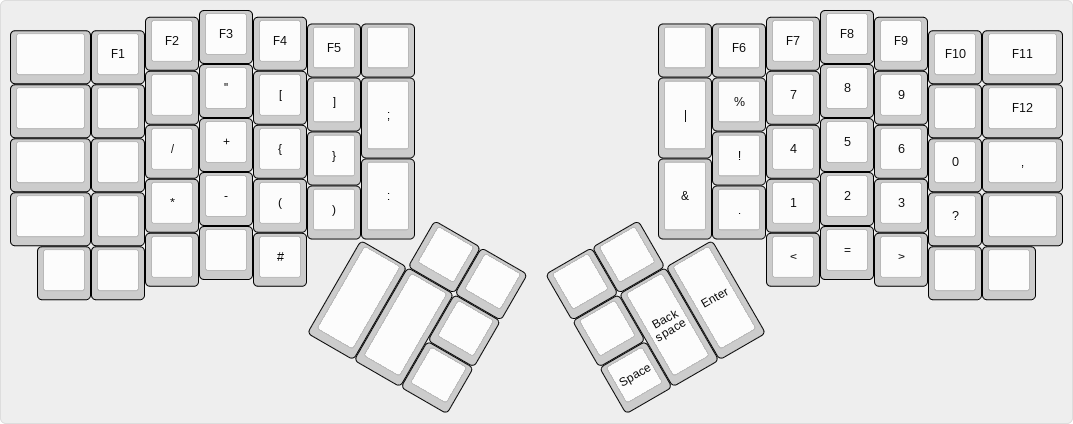 F1 F2 F3 F4 F5
" [ ] ;
/ + { }
* - ( ) :
#
F6 F7 F8 F9 F10 F11
| % 7 8 9 F12
! 4 5 6 0 ,
& . 1 2 3 ?
< = >
Back
space
Enter
Space